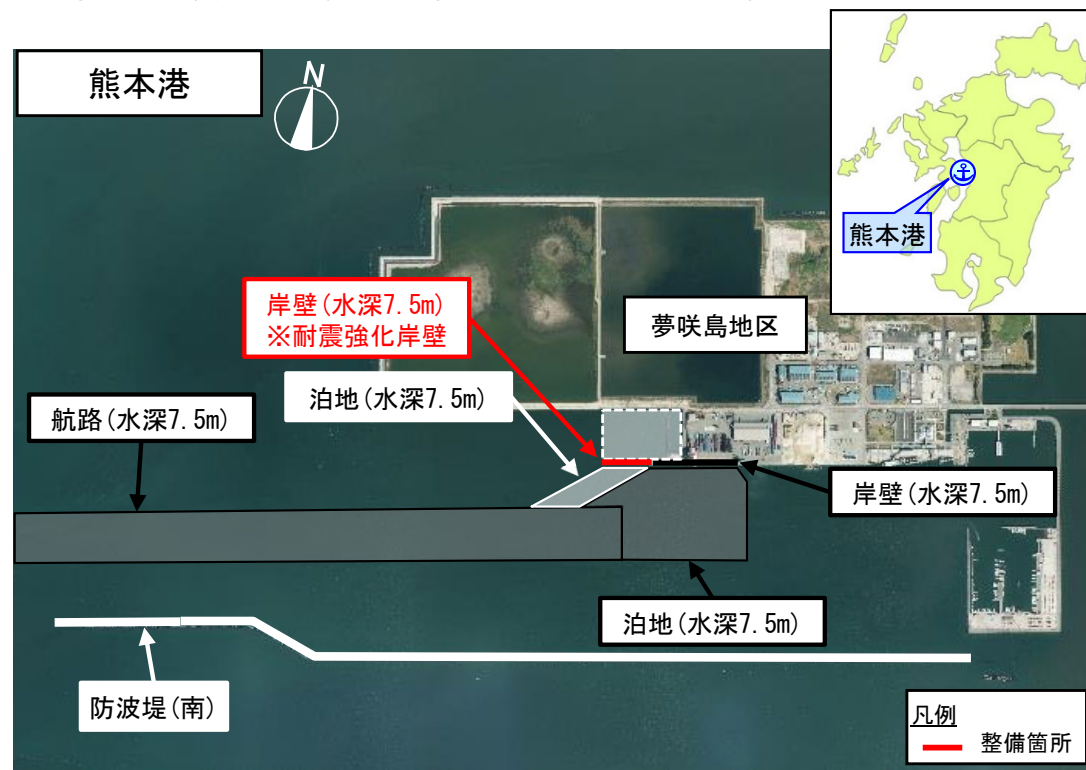 熊本港
N
熊本港
岸壁(水深7.5m)
※耐震強化岸壁
夢咲島地区
泊地(水深7.5m)
航路(水深7.5m)
岸壁(水深7.5m)
泊地(水深7.5m)
防波堤(南)
凡例
整備箇所